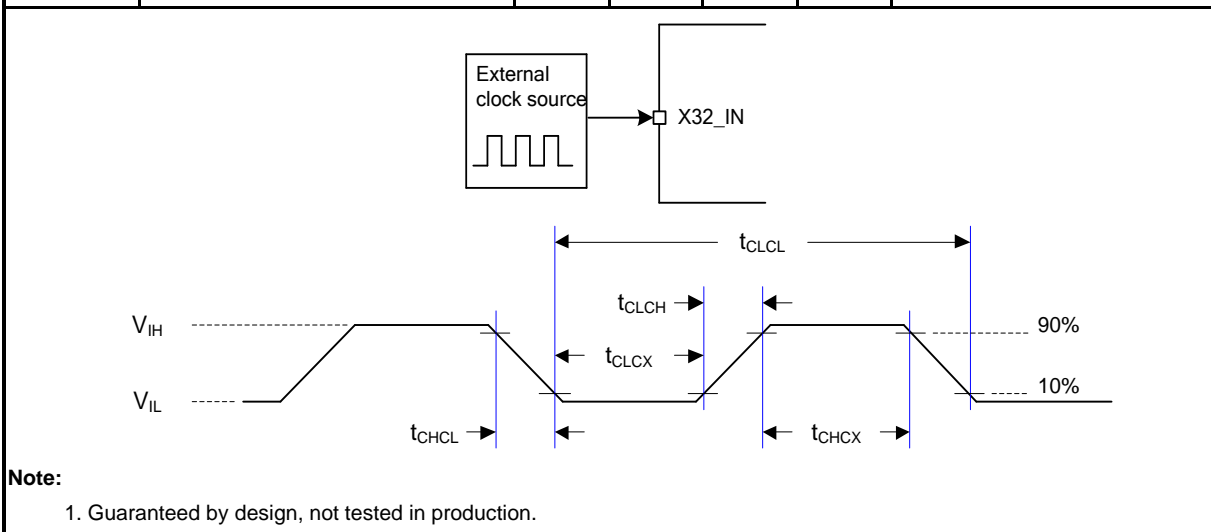 External
clock source
X32_IN
tCLCL
tCLCH
VIH
90%
tCLCX
VIL
10%
tCHCL
tCHCX
Note:
1. Guaranteed by design, not tested in production.